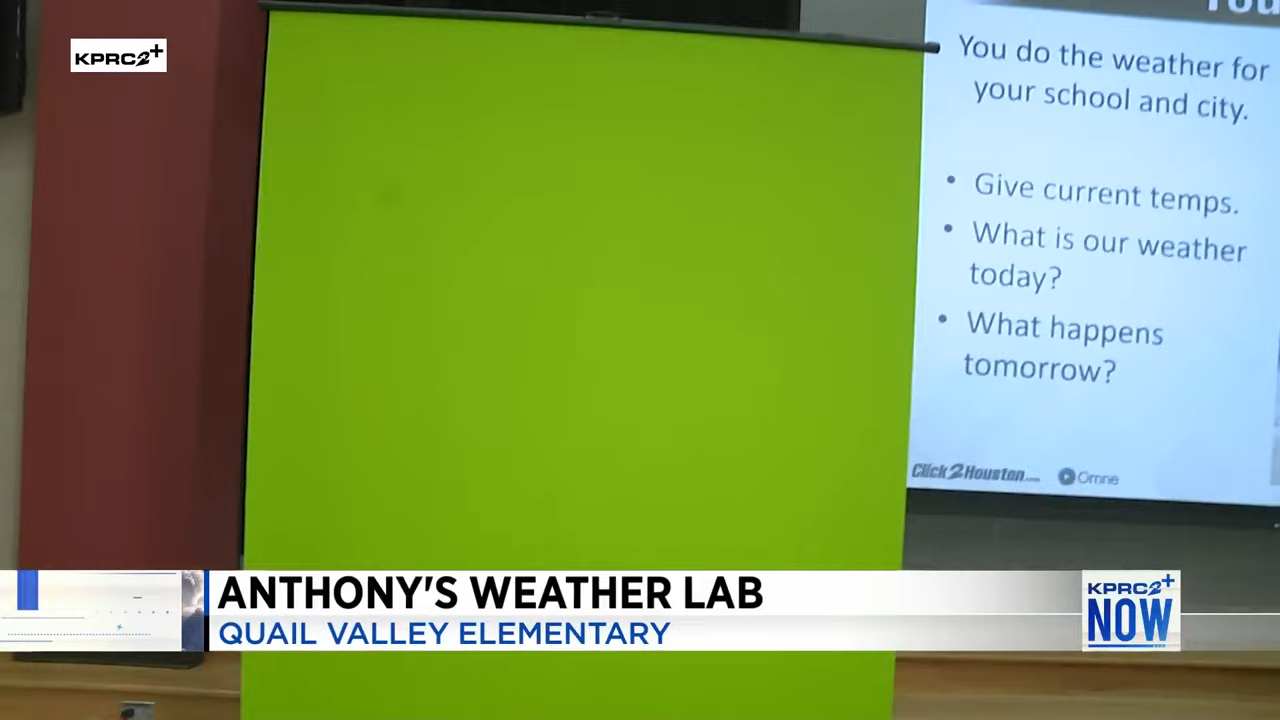 KPRC2+
You do the weather for
your school and city.
• Give current temps.
• What is our weather
today?
• What happens
tomorrow?
Click2Houston.com
Omne
ANTHONY'S WEATHER LAB
QUAIL VALLEY ELEMENTARY
KPRC2+
NOW